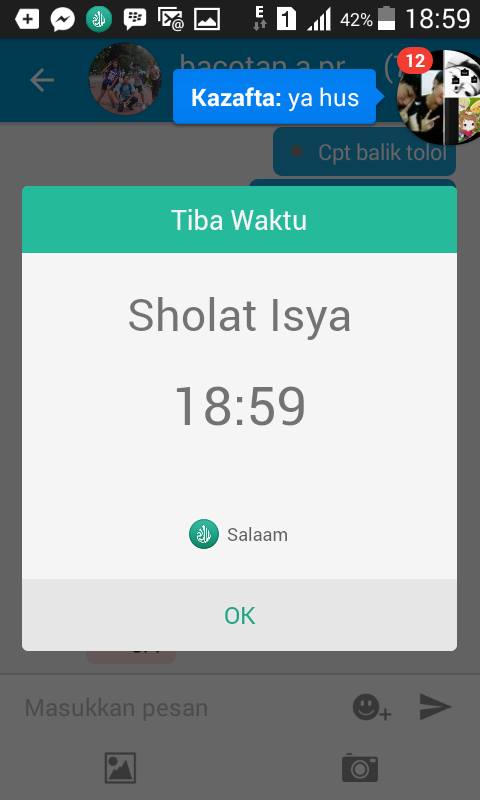 E
1
42%
18:59
12
bacotan a pr
Kazafta: ya hus
Cpt balik tolol
Tiba Waktu
Sholat Isya
18:59
Salaam
OK
Masukkan pesan